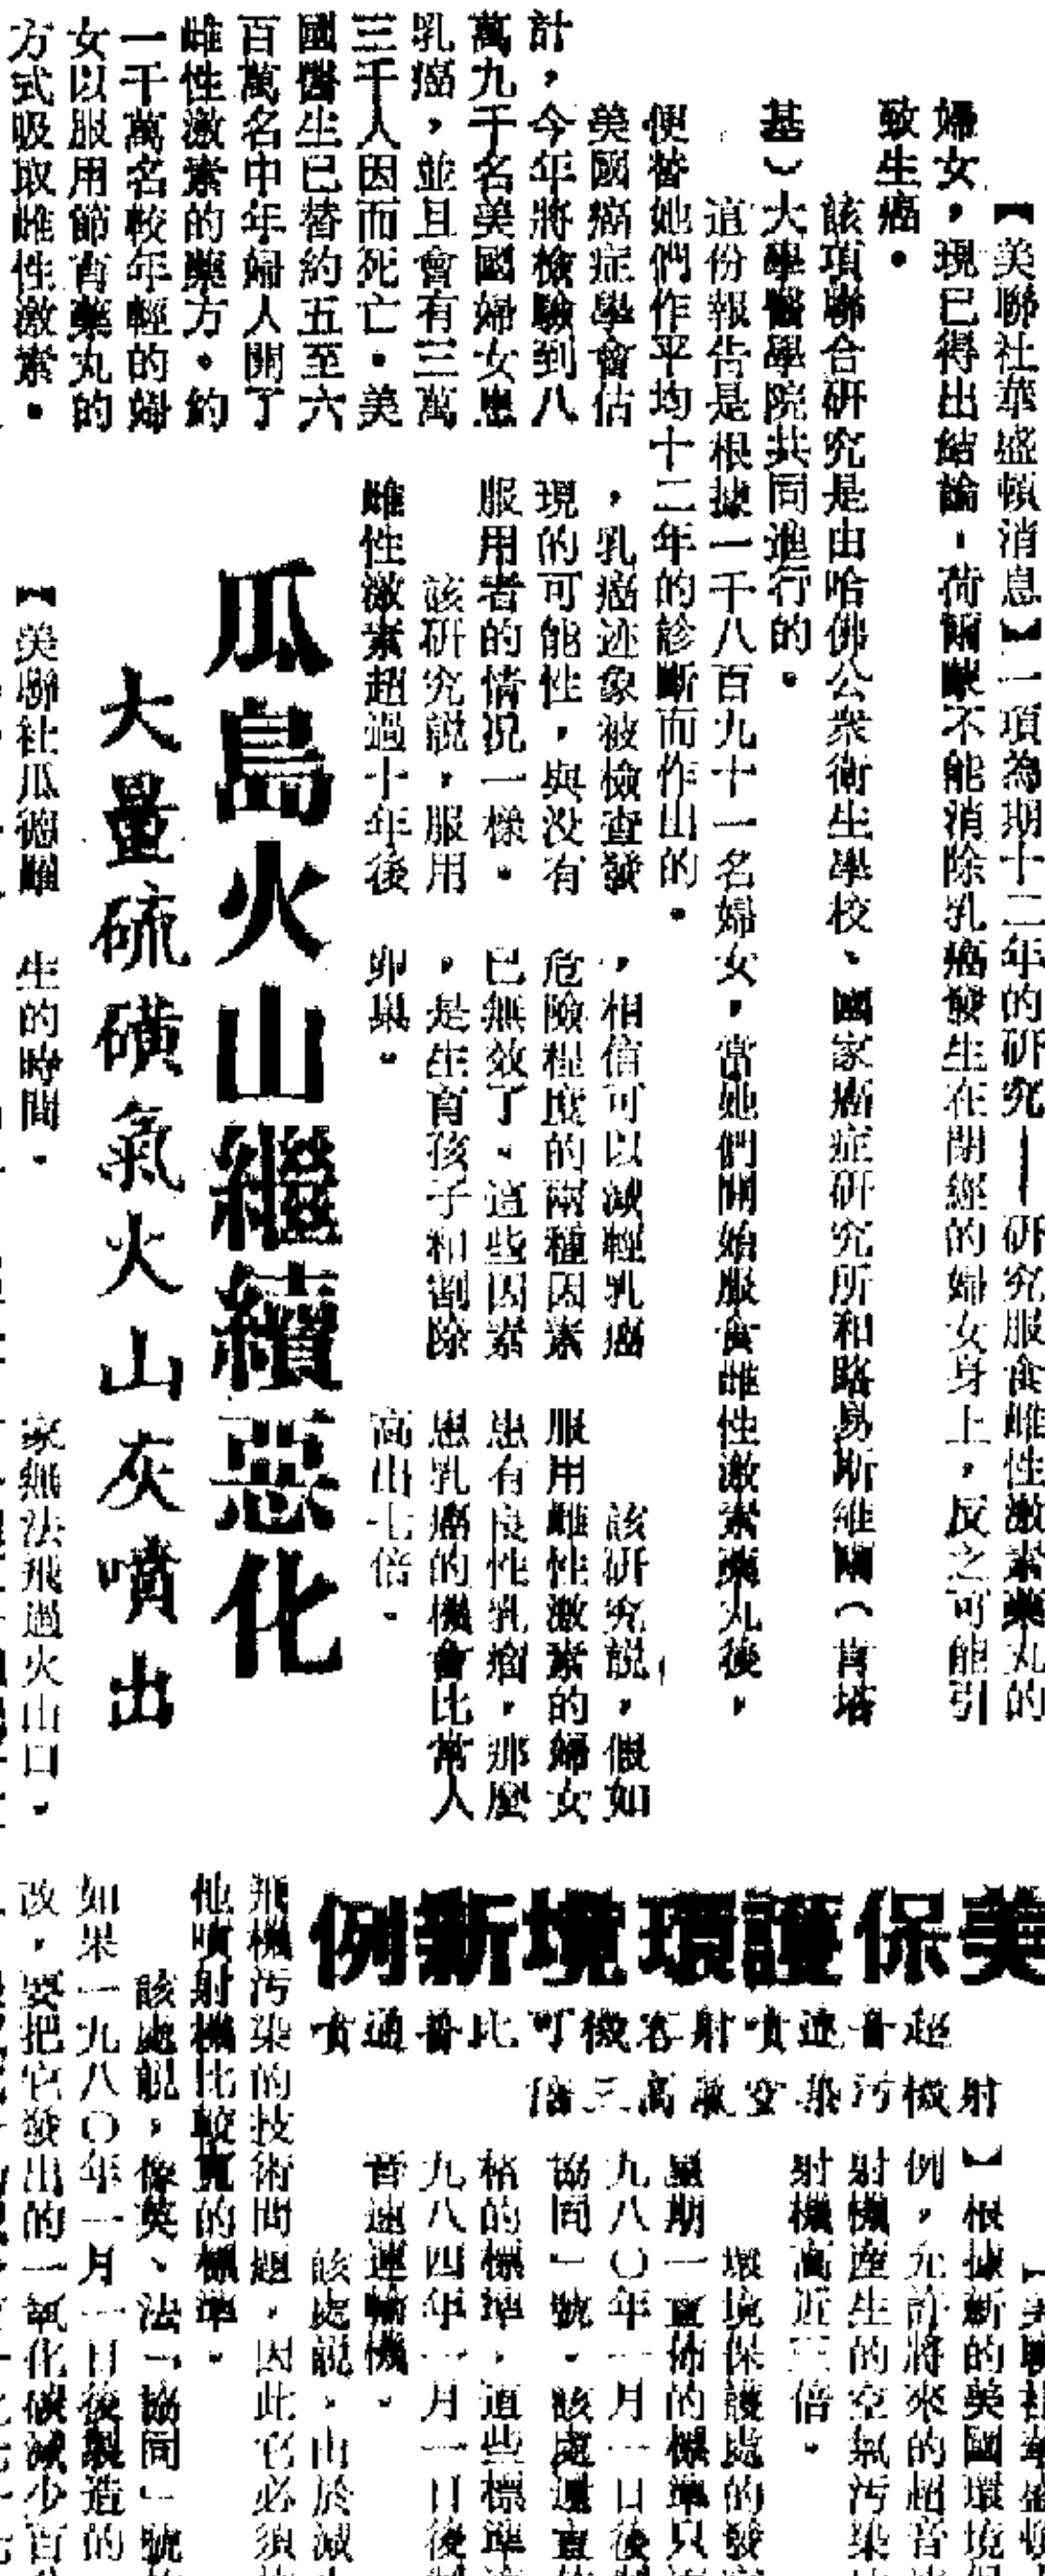 【美聯社華盛頓消息】一項為期十二年的研究——研究服食雌性激素藥丸的
婦女，現已得出結論，荷爾蒙不能消除乳癌發生在閉經的婦女身上，反之可能引
致生癌。
該項聯合研究是由哈佛公衆衛生學校、國家癌症研究所和路易斯維爾（肯塔
基）大學醫學院共同進行的。
這份報告是根據一千八百九十一名婦女，當她們開始服食雌性激素藥丸後，
便替她們作平均十二年的診斷而作出的。
美國癌症學會估
計，今年將檢驗到八
萬九千名美國婦女患
乳癌，並且會有三萬
三千人因而死亡。美
國醫生已替約五至六
百萬名中年婦人開了
雌性激素的藥方。約
一千萬名較年輕的婦
女以服用節育藥丸的
方式吸取雌性激素。
，乳癌迹象被檢查發
現的可能性，與没有
服用者的情况一樣。
該研究説，服用
雌性激素超過十年後
，相信可以減輕乳癌
危險程度的兩種因素
已無效了。這些因素
，是生育孩子和割除
卵巢。
該研究説，假如
服用雌性激素的婦女
患有良性乳瘤，那麼
患乳癌的機會比常人
高出七倍。
瓜島火山繼續惡化
大量硫磺氣火山灰噴出
【美聯社瓜德
生的時間。
家無法飛過火山口。
美保護環境新例
超音速噴射客機可比普通噴
射機污染空氣高三倍
【美聯社華盛頓
】根據新的美國環境
例，允許將來的超音
射機產生的空氣污染
射機高近三倍。
環境保護處的發
星期一宣佈的標準只
九八〇年一月一日後
協同」號。該處還宣
格的標準，這些標準
九八四年一月一日後
音速運輸機。
該處説，由於減
飛機污染的技術問題，因此它必須
他噴射機比較寬的標準。
該處説，像英、法「協同」號
如果一九八〇年一月一日後製造的
改，要把它發出的一氧化碳減少百